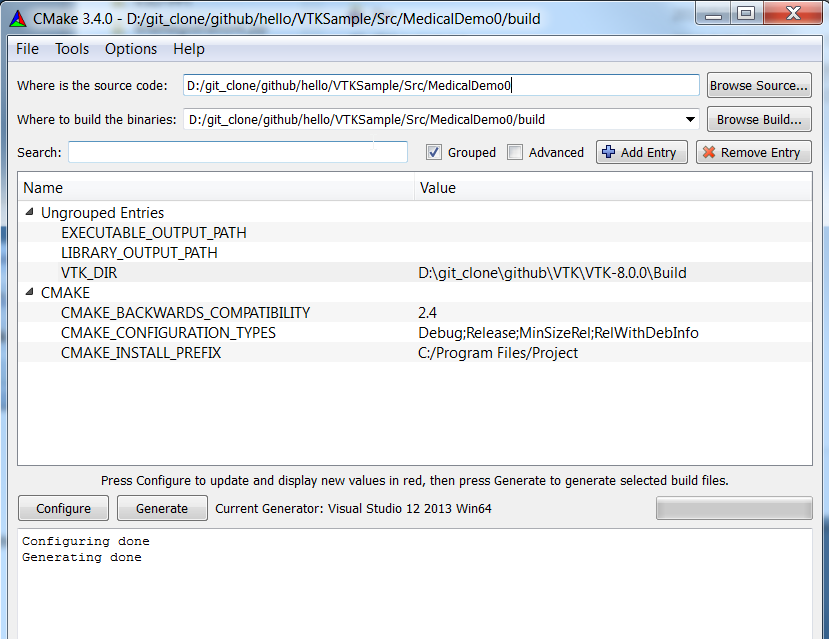 CMake 3.4.0 - D:/git_clone/github/hello/VTKSample/Src/MedicalDemo0/build
File Tools Options Help
Where is the source code: D:/git_clone/github/hello/VTKSample/Src/MedicalDemo0 Browse Source...
Where to build the binaries: D:/git_clone/github/hello/VTKSample/Src/MedicalDemo0/build Browse Build...
Search: Grouped Advanced Add Entry Remove Entry
Name Value
Ungrouped Entries
EXECUTABLE_OUTPUT_PATH
LIBRARY_OUTPUT_PATH
VTK_DIR D:\git_clone\github\VTK\VTK-8.0.0\Build
CMAKE
CMAKE_BACKWARDS_COMPATIBILITY 2.4
CMAKE_CONFIGURATION_TYPES Debug;Release;MinSizeRel;RelWithDebInfo
CMAKE_INSTALL_PREFIX C:/Program Files/Project
Press Configure to update and display new values in red, then press Generate to generate selected build files.
Configure Generate Current Generator: Visual Studio 12 2013 Win64
Configuring done
Generating done